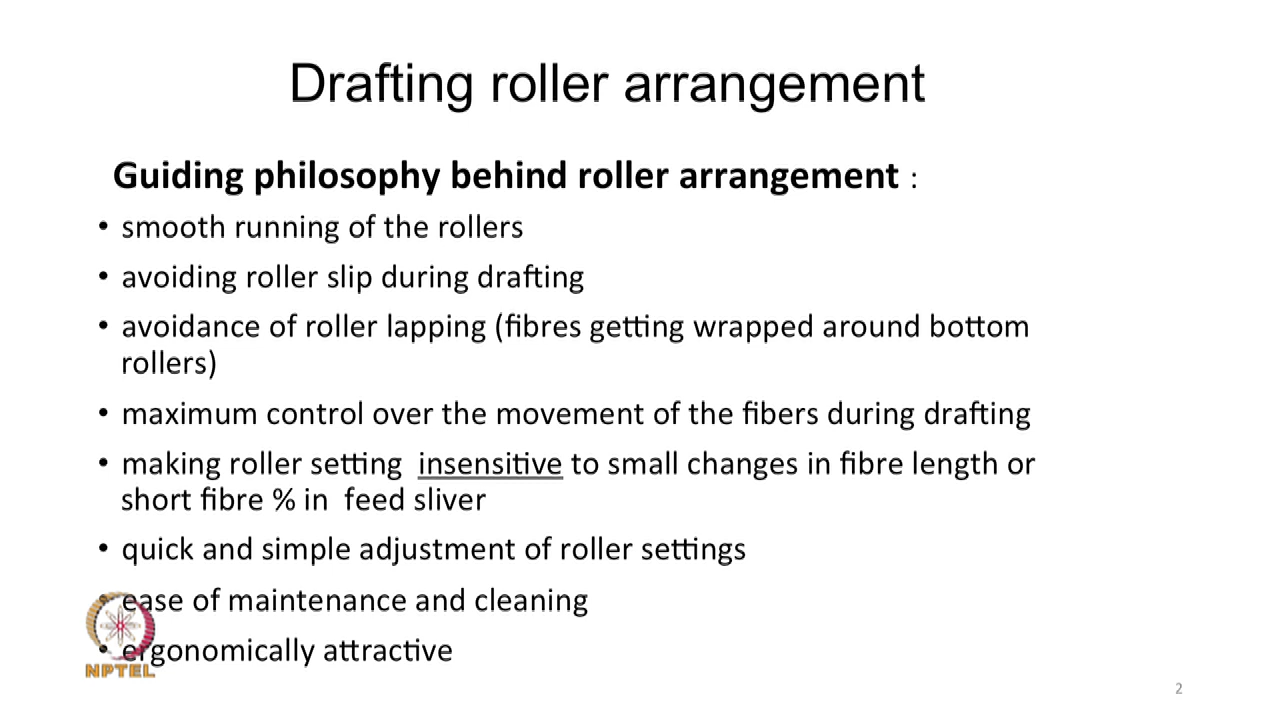 Drafting roller arrangement
Guiding philosophy behind roller arrangement :
• smooth running of the rollers
• avoiding roller slip during drafting
• avoidance of roller lapping (fibres getting wrapped around bottom
rollers)
• maximum control over the movement of the fibers during drafting
• making roller setting insensitive to small changes in fibre length or
short fibre % in feed sliver
• quick and simple adjustment of roller settings
• ease of maintenance and cleaning
• ergonomically attractive
NPTEL
2